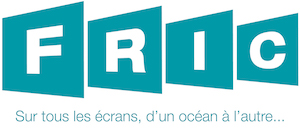 FRIC
Sur tous les écrans, d'un océan à l'autre...